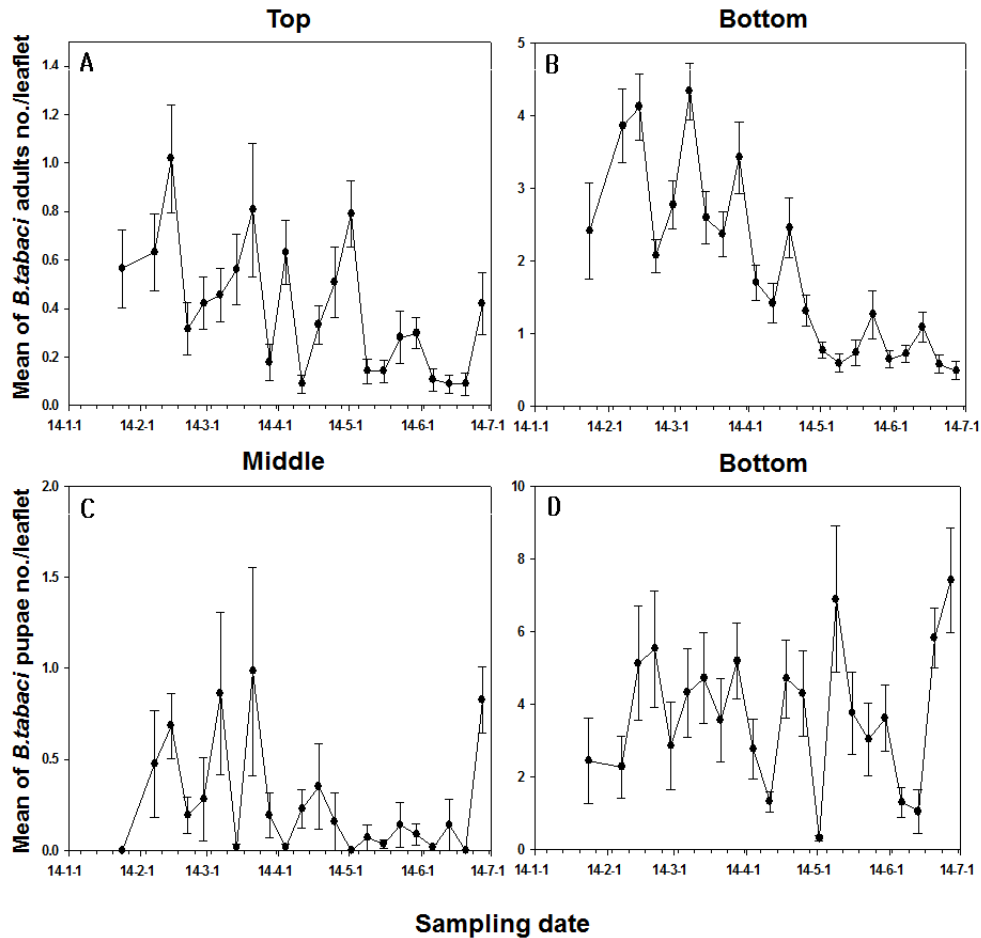 Top
Bottom
Mean of B.tabaci adults no./leaflet
A
1.4
1.2
1.0
0.8
0.6
0.4
0.2
0.0
14-1-1 14-2-1 14-3-1 14-4-1 14-5-1 14-6-1 14-7-1
B
5
4
3
2
1
0
14-1-1 14-2-1 14-3-1 14-4-1 14-5-1 14-6-1 14-7-1
Middle
Bottom
Mean of B.tabaci pupae no./leaflet
C
2.0
1.5
1.0
0.5
0.0
14-1-1 14-2-1 14-3-1 14-4-1 14-5-1 14-6-1 14-7-1
D
10
8
6
4
2
0
14-1-1 14-2-1 14-3-1 14-4-1 14-5-1 14-6-1 14-7-1
Sampling date